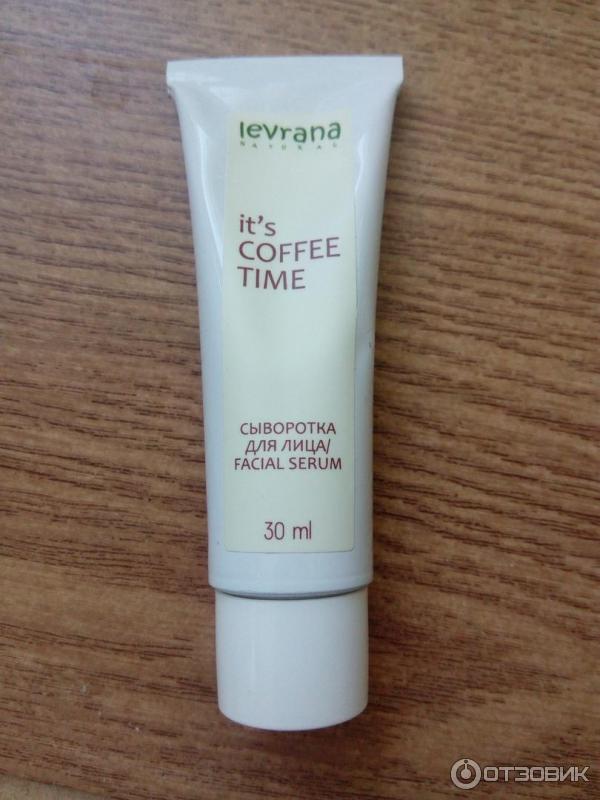 levrana
NATURAL
it's
COFFEE
TIME
СЫВОРОТКА
ДЛЯ ЛИЦА/
FACIAL SERUM
30 ml
ОТЗОВИК